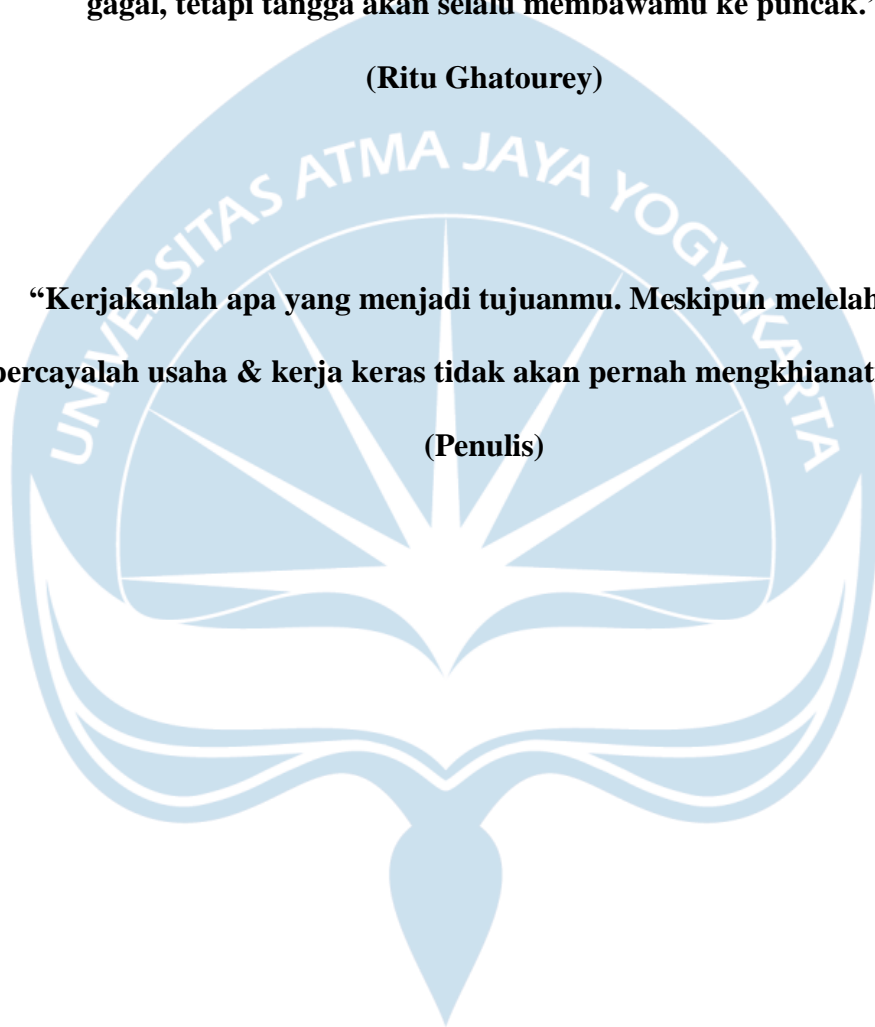 gagal, tetapi tangga akan selalu membawamu ke puncak.”
(Ritu Ghatourey)
UNIVERSITAS ATMA JAYA YOGYAKARTA
“Kerjakanlah apa yang menjadi tujuanmu. Meskipun melelah
percayalah usaha & kerja keras tidak akan pernah mengkhianat
(Penulis)